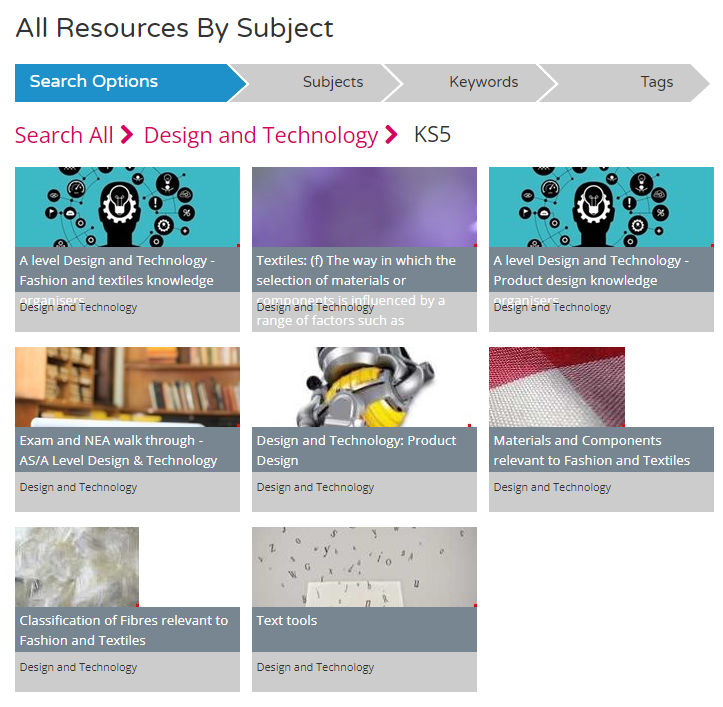 All Resources By Subject
Search Options
Subjects
Keywords
Tags
Search All
Design and Technology
KS5
A level Design and Technology -
Fashion and textiles knowledge
organisers
Design and Technology
Textiles: (f) The way in which the
selection of materials or
components is influenced by a
range of factors such as
Design and Technology
A level Design and Technology -
Product design knowledge
organisers
Design and Technology
Exam and NEA walk through -
AS/A Level Design & Technology
Design and Technology
Design and Technology: Product
Design
Design and Technology
Materials and Components
relevant to Fashion and Textiles
Design and Technology
Classification of Fibres relevant to
Fashion and Textiles
Design and Technology
Text tools
Design and Technology